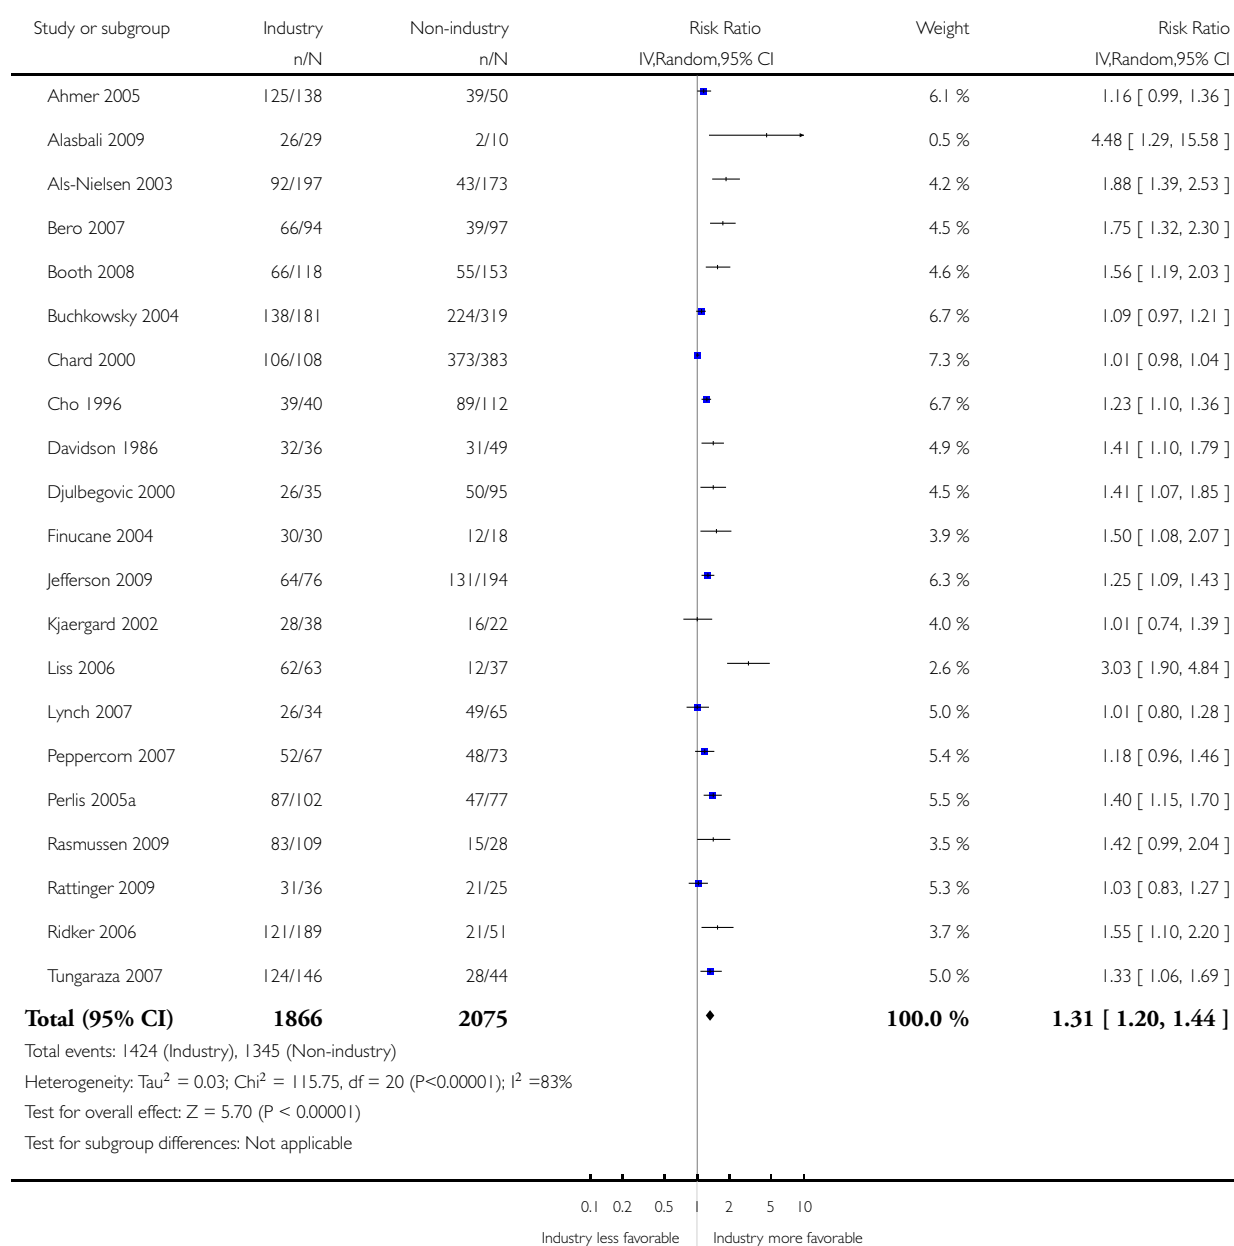 Study or subgroup Industry Non-industry Risk Ratio Weight Risk Ratio
n/N n/N IV,Random,95% CI IV,Random,95% CI
Ahmer 2005 125/138 39/50 6.1 % 1.16 [ 0.99, 1.36 ]
Alasbali 2009 26/29 2/10 0.5 % 4.48 [ 1.29, 15.58 ]
Als-Nielsen 2003 92/197 43/173 4.2 % 1.88 [ 1.39, 2.53 ]
Bero 2007 66/94 39/97 4.5 % 1.75 [ 1.32, 2.30 ]
Booth 2008 66/118 55/153 4.6 % 1.56 [ 1.19, 2.03 ]
Buchkowsky 2004 138/181 224/319 6.7 % 1.09 [ 0.97, 1.21 ]
Chard 2000 106/108 373/383 7.3 % 1.01 [ 0.98, 1.04 ]
Cho 1996 39/40 89/112 6.7 % 1.23 [ 1.10, 1.36 ]
Davidson 1986 32/36 31/49 4.9 % 1.41 [ 1.10, 1.79 ]
Djulbegovic 2000 26/35 50/95 4.5 % 1.41 [ 1.07, 1.85 ]
Finucane 2004 30/30 12/18 3.9 % 1.50 [ 1.08, 2.07 ]
Jefferson 2009 64/76 131/194 6.3 % 1.25 [ 1.09, 1.43 ]
Kjaergard 2002 28/38 16/22 4.0 % 1.01 [ 0.74, 1.39 ]
Liss 2006 62/63 12/37 2.6 % 3.03 [ 1.90, 4.84 ]
Lynch 2007 26/34 49/65 5.0 % 1.01 [ 0.80, 1.28 ]
Peppercorn 2007 52/67 48/73 5.4 % 1.18 [ 0.96, 1.46 ]
Perlis 2005a 87/102 47/77 5.5 % 1.40 [ 1.15, 1.70 ]
Rasmussen 2009 83/109 15/28 3.5 % 1.42 [ 0.99, 2.04 ]
Rattinger 2009 31/36 21/25 5.3 % 1.03 [ 0.83, 1.27 ]
Ridker 2006 121/189 21/51 3.7 % 1.55 [ 1.10, 2.20 ]
Tungaraza 2007 124/146 28/44 5.0 % 1.33 [ 1.06, 1.69 ]
Total (95% CI) 1866 2075 100.0 % 1.31 [ 1.20, 1.44 ]
Total events: 1424 (Industry), 1345 (Non-industry)
Heterogeneity: Tau² = 0.03; Chi² = 115.75, df = 20 (P<0.00001); I² =83%
Test for overall effect: Z = 5.70 (P < 0.00001)
Test for subgroup differences: Not applicable
0.1 0.2 0.5 1 2 5 10
Industry less favorable Industry more favorable